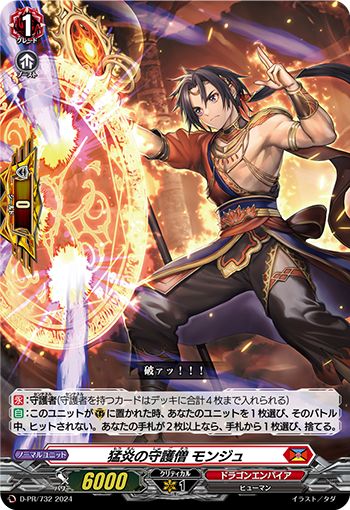 1
グレード
ブースト
シールド
0
破ァッ!!!
永:守護者(守護者を持つカードはデッキに合計4枚まで入れられる)
自:このユニットが(G)に置かれた時、あなたのユニットを1枚選び、そのバトル
中、ヒットされない。あなたの手札が2枚以上なら、手札から1枚選び、捨てる。
ノーマルユニット
猛炎の守護僧 モンジュ
パワー
6000
クリティカル
1
ドラゴンエンパイア
ヒューマン
D-PR/732 2024
イラスト/タダ